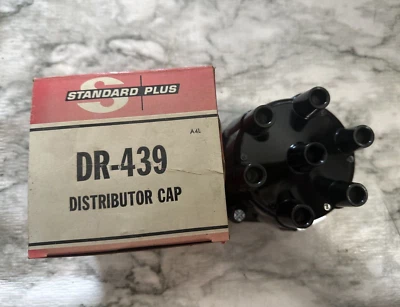 S
STANDARD PLUS
A4L
DR-439
DISTRIBUTOR CAP